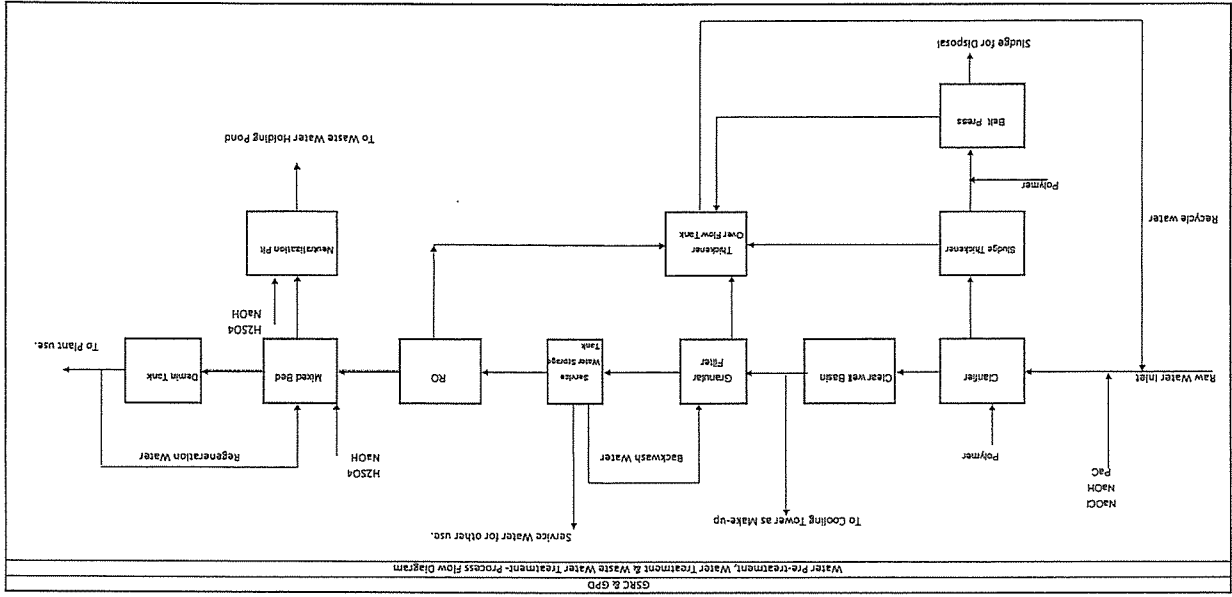 GSRC & GPD
Water Pre-treatment, Water Treatment & Waste Water Treatment- Process Flow Diagram
NaOCl
NaOH
PaC
Raw Water Inlet
Polymer
Clarifier
Clearwell Basin
To Cooling Tower as Make-up
Granular
Filter
Backwash Water
Service Water for other use.
Service
Water Storage
Tank
RO
H2SO4
NaOH
Mixed Bed
Regeneration Water
Demin Tank
To Plant use.
Recycle water
Sludge Thickener
Thickener
Over Flow Tank
H2SO4
NaOH
Neutralization Pit
To Waste Water Holding Pond
Polymer
Belt Press
Sludge for Disposal